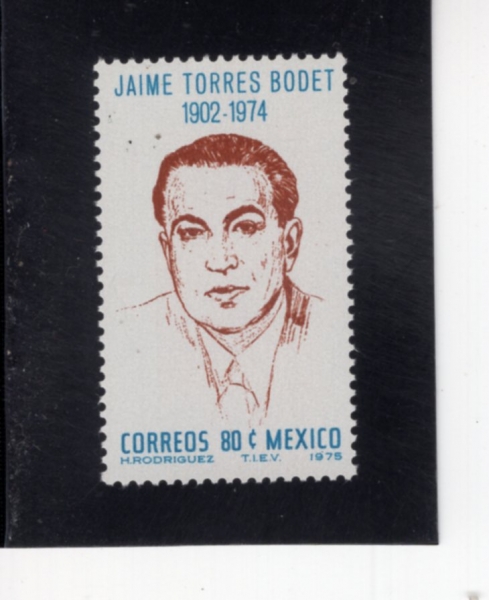 JAIME TORRES BODET
1902-1974
CORREOS 80 ¢ MEXICO
H.RODRIGUEZ T.I.E.V. 1975